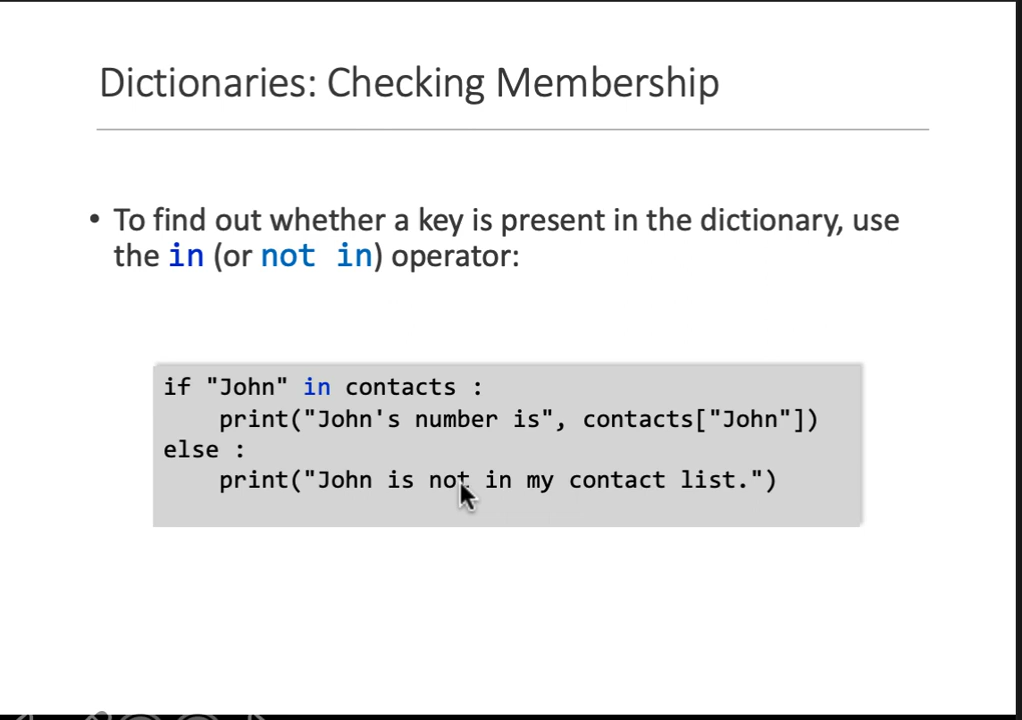 Dictionaries: Checking Membership
• To find out whether a key is present in the dictionary, use
the in (or not in) operator:
if "John" in contacts :
    print("John's number is", contacts["John"])
else :
    print("John is not in my contact list.")